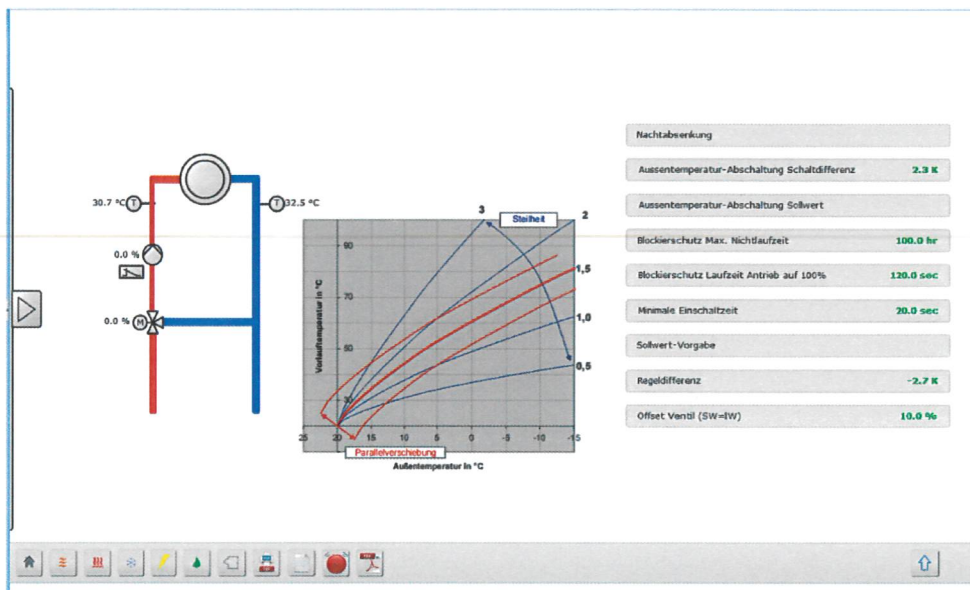 Nachtabsenkung
Aussentemperatur-Abschaltung Schaltdifferenz 2.3 K
Aussentemperatur-Abschaltung Sollwert
Blockierschutz Max. Nichtlaufzeit 100.0 hr
Blockierschutz Laufzeit Antrieb auf 100% 120.0 sec
Minimale Einschaltzeit 20.0 sec
Sollwert-Vorgabe
Regeldifferenz -2.7 K
Offset Ventil (SW=IW) 10.0 %
30.7 °C T
T 32.5 °C
0.0 %
0.0 % M
3 Steilheit 2
90
1,5
70
1,0
50
0,5
30
Vorlauftemperatur in °C
25 20 15 10 5 0 -5 -10 -15
Parallelverschiebung
Außentemperatur in °C